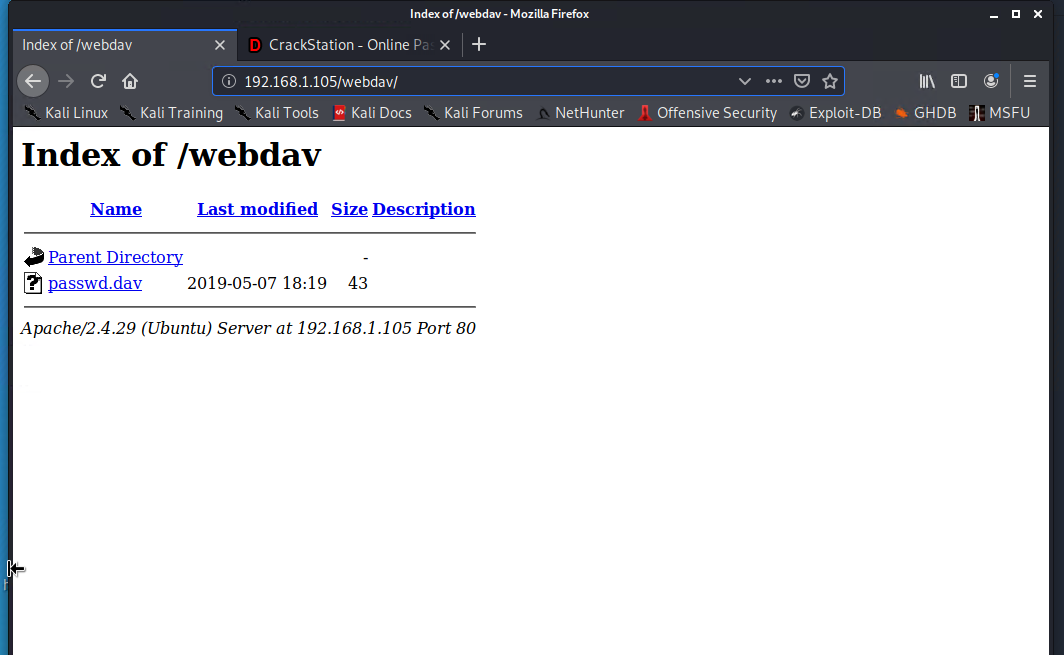 Index of /webdav - Mozilla Firefox
Index of /webdav CrackStation - Online Pa
192.168.1.105/webdav/
Kali Linux Kali Training Kali Tools Kali Docs Kali Forums NetHunter Offensive Security Exploit-DB GHDB MSFU
Index of /webdav
Name Last modified Size Description
Parent Directory -
passwd.dav 2019-05-07 18:19 43
Apache/2.4.29 (Ubuntu) Server at 192.168.1.105 Port 80